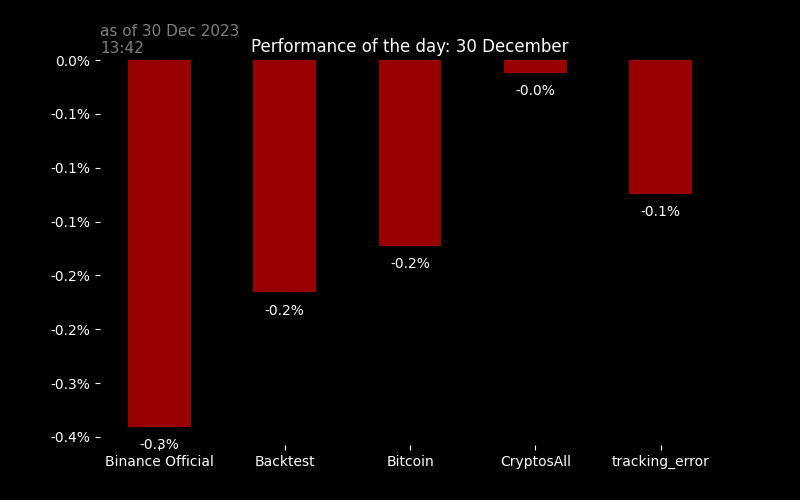 as of 30 Dec 2023
13:42
Performance of the day: 30 December
0.0%
-0.1%
-0.1%
-0.1%
-0.2%
-0.2%
-0.3%
-0.4%
-0.3%
-0.2%
-0.2%
-0.0%
-0.1%
Binance Official
Backtest
Bitcoin
CryptosAll
tracking_error